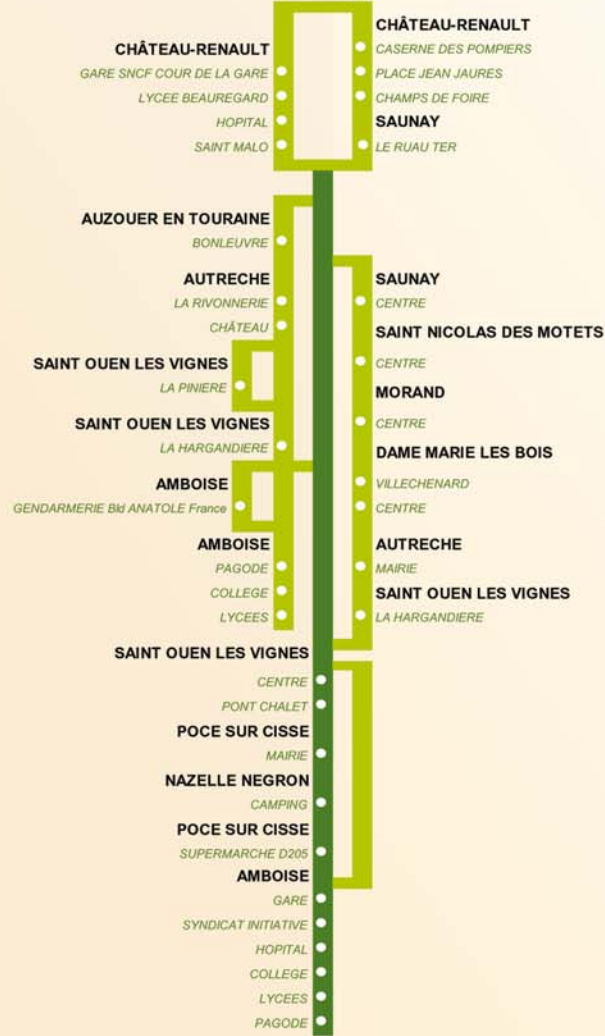 CHÂTEAU-RENAULT
GARE SNCF COUR DE LA GARE
LYCEE BEAUREGARD
HOPITAL
SAINT MALO
CHÂTEAU-RENAULT
CASERNE DES POMPIERS
PLACE JEAN JAURES
CHAMPS DE FOIRE
SAUNAY
LE RUAU TER
AUZOUER EN TOURAINE
BONLEUVRE
AUTRECHE
LA RIVONNERIE
CHÂTEAU
SAINT OUEN LES VIGNES
LA PINIERE
SAINT OUEN LES VIGNES
LA HARGANDIERE
AMBOISE
GENDARMERIE Bld ANATOLE France
AMBOISE
PAGODE
COLLEGE
LYCEES
SAUNAY
CENTRE
SAINT NICOLAS DES MOTETS
CENTRE
MORAND
CENTRE
DAME MARIE LES BOIS
VILLECHENARD
CENTRE
AUTRECHE
MAIRIE
SAINT OUEN LES VIGNES
LA HARGANDIERE
SAINT OUEN LES VIGNES
CENTRE
PONT CHALET
POCE SUR CISSE
MAIRIE
NAZELLE NEGRON
CAMPING
POCE SUR CISSE
SUPERMARCHE D205
AMBOISE
GARE
SYNDICAT INITIATIVE
HOPITAL
COLLEGE
LYCEES
PAGODE